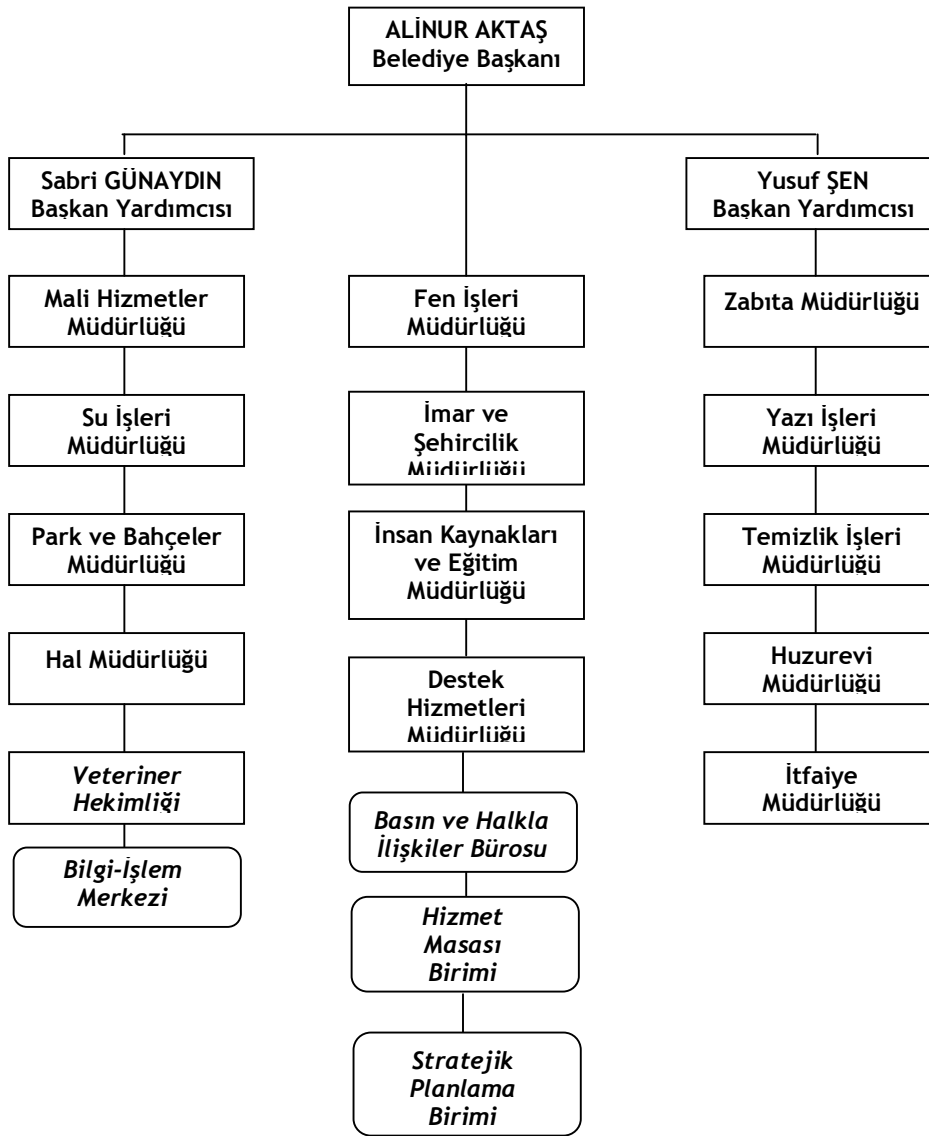 ALİNUR AKTAŞ
Belediye Başkanı
Sabri GÜNAYDIN
Başkan Yardımcısı
Mali Hizmetler
Müdürlüğü
Su İşleri
Müdürlüğü
Park ve Bahçeler
Müdürlüğü
Hal Müdürlüğü
Veteriner
Hekimliği
Bilgi-İşlem
Merkezi
Fen İşleri
Müdürlüğü
İmar ve
Şehircilik
Müdürlüğü
İnsan Kaynakları
ve Eğitim
Müdürlüğü
Destek
Hizmetleri
Müdürlüğü
Basın ve Halkla
İlişkiler Bürosu
Hizmet
Masası
Birimi
Stratejik
Planlama
Birimi
Yusuf ŞEN
Başkan Yardımcısı
Zabıta Müdürlüğü
Yazı İşleri
Müdürlüğü
Temizlik İşleri
Müdürlüğü
Huzurevi
Müdürlüğü
İtfaiye
Müdürlüğü